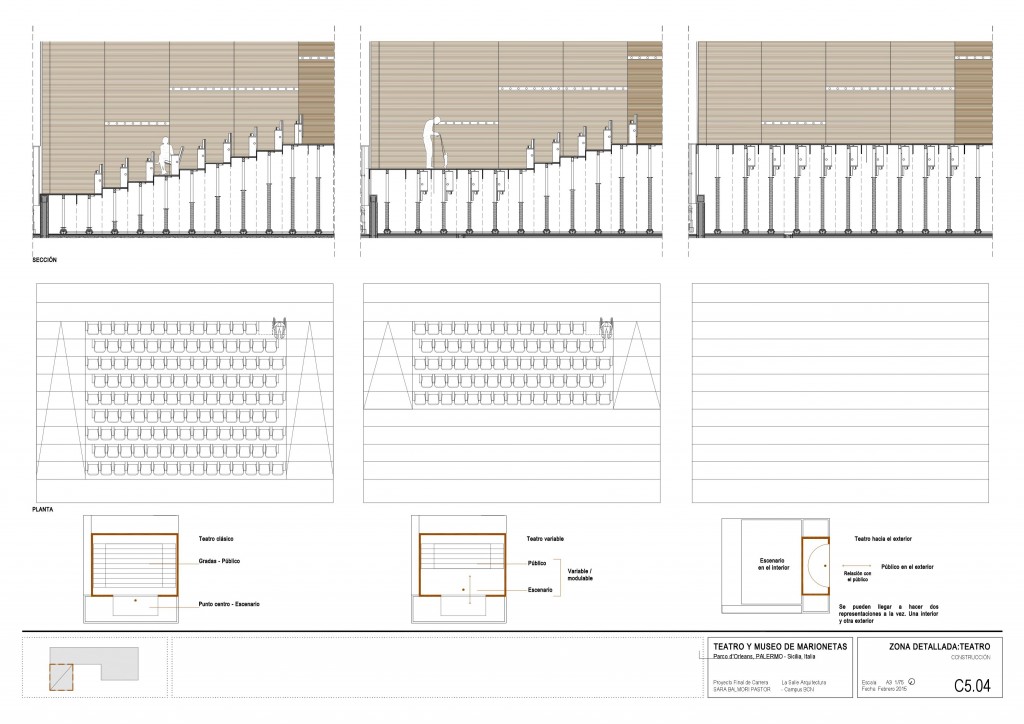 SECCIÓN
PLANTA
Teatro clásico
Gradas - Público
Punto centro - Escenario
Teatro variable
Público
Variable /
modulable
Escenario
Escenario
en el interior
Teatro hacia el exterior
Público en el exterior
Relación con
el público
Se pueden llegar a hacer dos
representaciones a la vez. Una interior
y otra exterior
TEATRO Y MUSEO DE MARIONETAS
Parco d'Orleans, PALERMO - Sicilia, Italia
Proyecto Final de Carrera La Salle Arquitectura
SARA BALMORI PASTOR - Campus BCN
ZONA DETALLADA:TEATRO
CONSTRUCCIÓN
Escala A3 1/75
Fecha Febrero 2015
C5.04